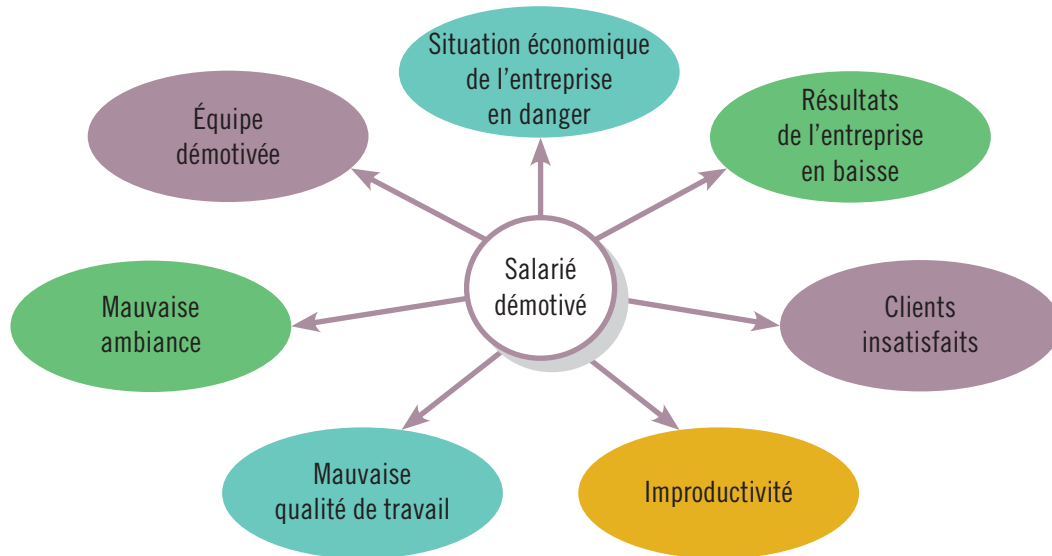 Situation économique
de l’entreprise
en danger
Équipe
démotivée
Résultats
de l’entreprise
en baisse
Salarié
démotivé
Mauvaise
ambiance
Clients
insatisfaits
Mauvaise
qualité de travail
Improductivité